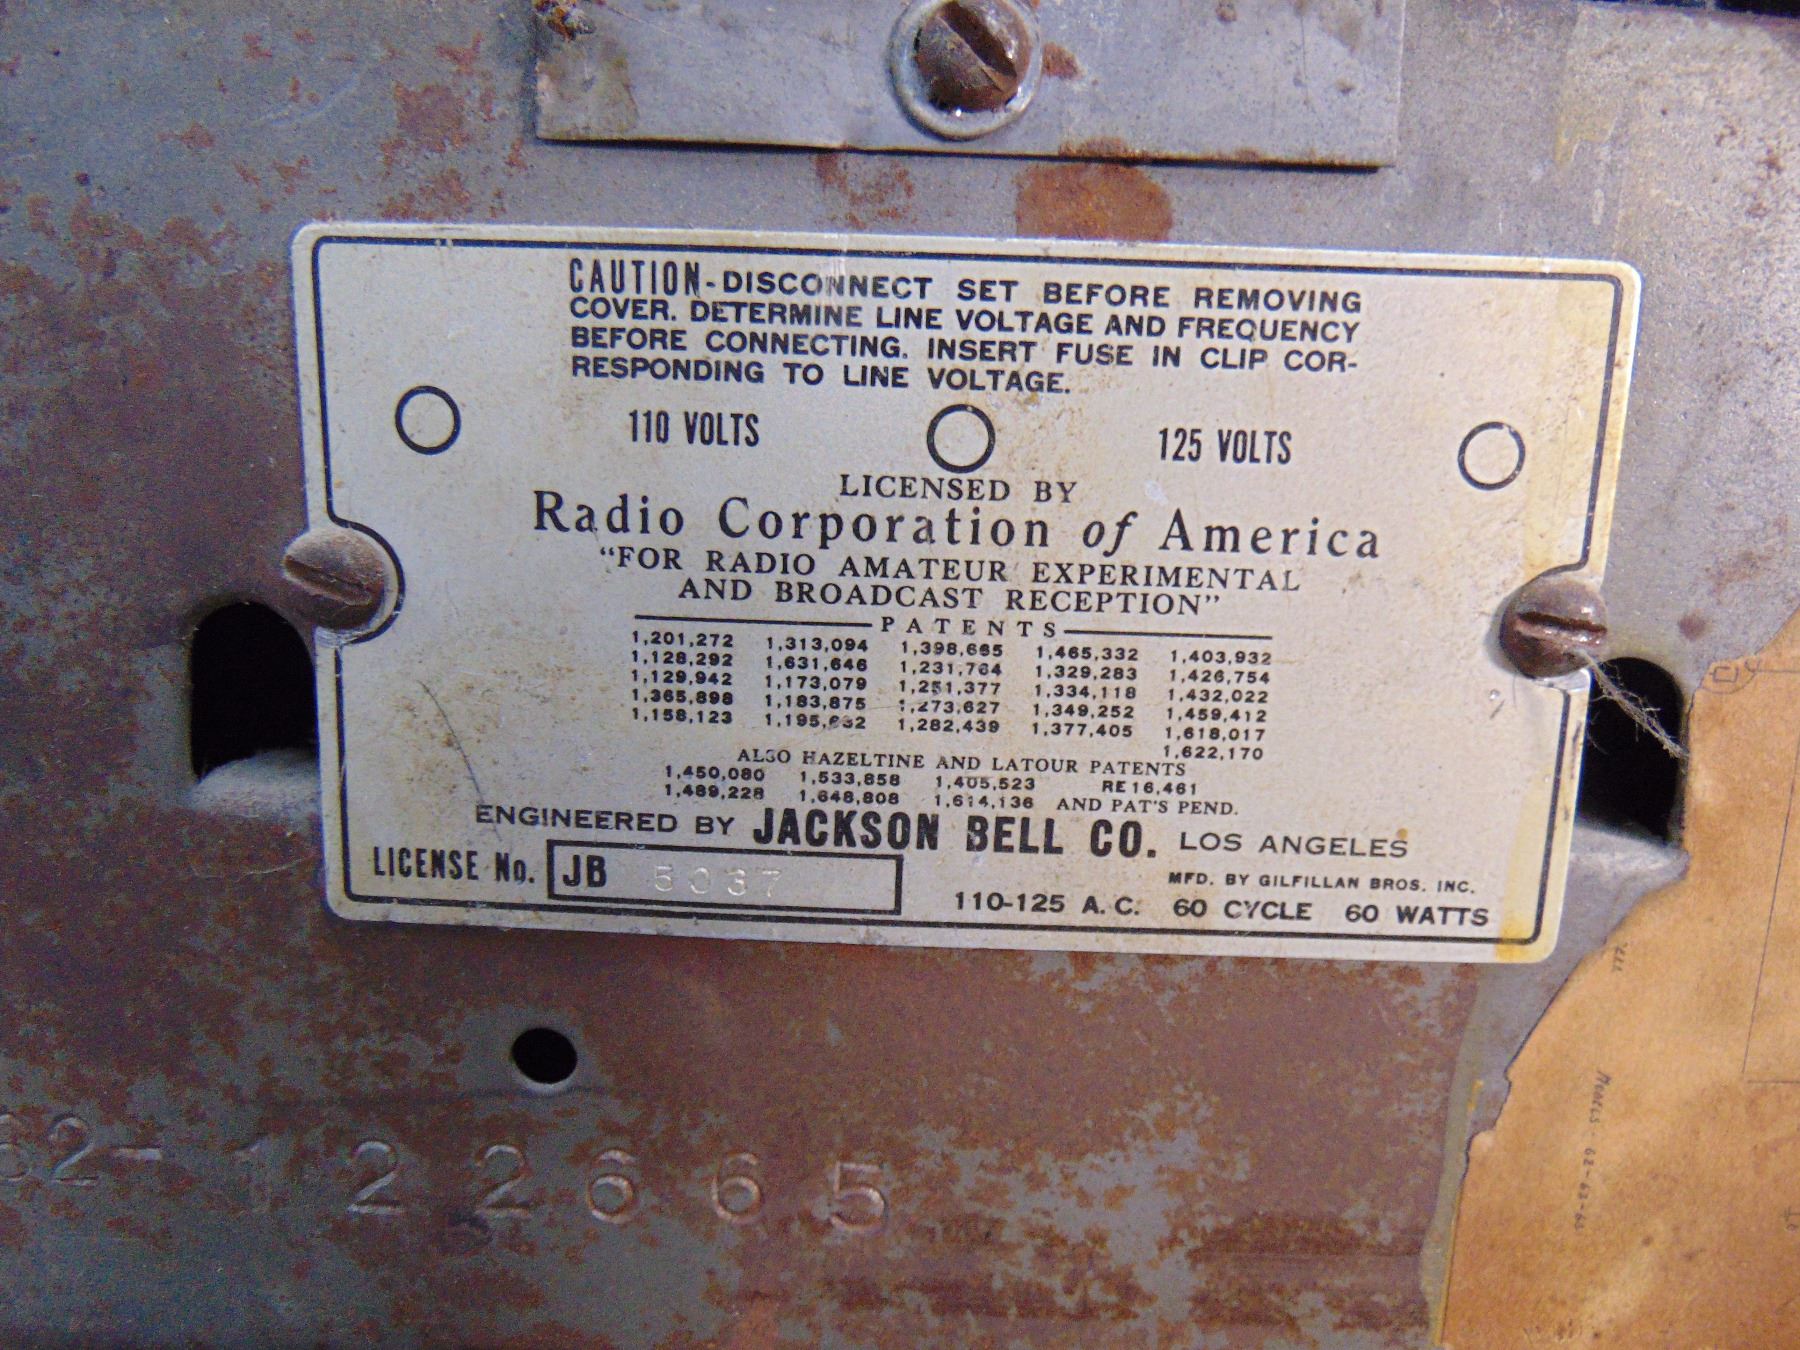 CAUTION-DISCONNECT SET BEFORE REMOVING
COVER. DETERMINE LINE VOLTAGE AND FREQUENCY
BEFORE CONNECTING. INSERT FUSE IN CLIP COR-
RESPONDING TO LINE VOLTAGE.
110 VOLTS 125 VOLTS
LICENSED BY
Radio Corporation of America
"FOR RADIO AMATEUR EXPERIMENTAL
AND BROADCAST RECEPTION"
PATENTS
1,201,272 1,313,094 1,398,665 1,465,332 1,403,932
1,128,292 1,631,646 1,231,764 1,329,283 1,426,754
1,129,942 1,173,079 1,251,377 1,334,118 1,432,022
1,365,898 1,183,875 1,273,627 1,349,252 1,459,412
1,158,123 1,195,632 1,282,439 1,377,405 1,618,017
1,622,170
ALSO HAZELTINE AND LATOUR PATENTS
1,450,080 1,533,858 1,405,523 RE16,461
1,489,228 1,648,808 1,614,136 AND PAT'S PEND.
ENGINEERED BY JACKSON BELL CO. LOS ANGELES
LICENSE No. JB 5037
MFD. BY GILFILLAN BROS. INC.
110-125 A.C. 60 CYCLE 60 WATTS
62-122665
MODELS 62-63-65